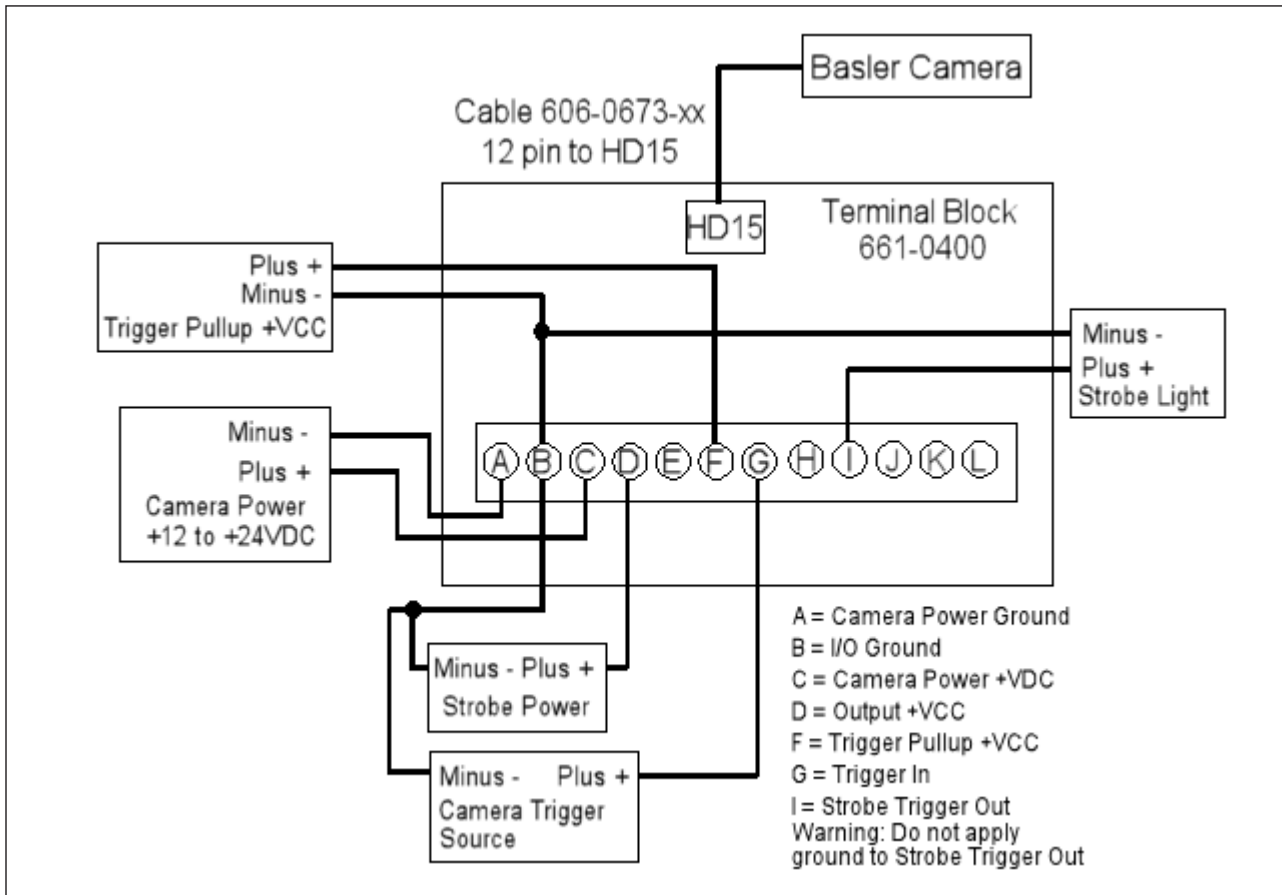 Basler Camera
Cable 606-0673-xx
12 pin to HD15
HD15
Terminal Block
661-0400
Plus +
Minus -
Trigger Pullup +VCC
Minus -
Plus +
Strobe Light
Minus -
Plus +
Camera Power
+12 to +24VDC
A B C D E F G H I J K L
Minus - Plus +
Strobe Power
Minus - Plus +
Camera Trigger
Source
A = Camera Power Ground
B = I/O Ground
C = Camera Power +VDC
D = Output +VCC
F = Trigger Pullup +VCC
G = Trigger In
I = Strobe Trigger Out
Warning: Do not apply
ground to Strobe Trigger Out